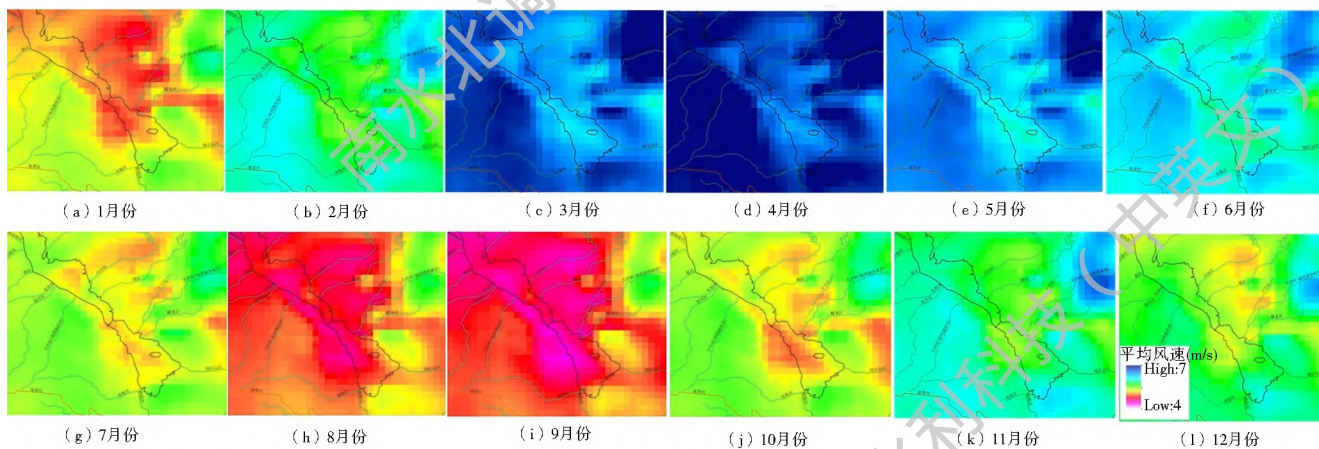 南水北调
(a) 1月份
(b) 2月份
(c) 3月份
(d) 4月份
(e) 5月份
(f) 6月份
水利科技(中英文)
平均风速(m/s)
High:7
Low:4
(g) 7月份
(h) 8月份
(i) 9月份
(j) 10月份
(k) 11月份
(l) 12月份